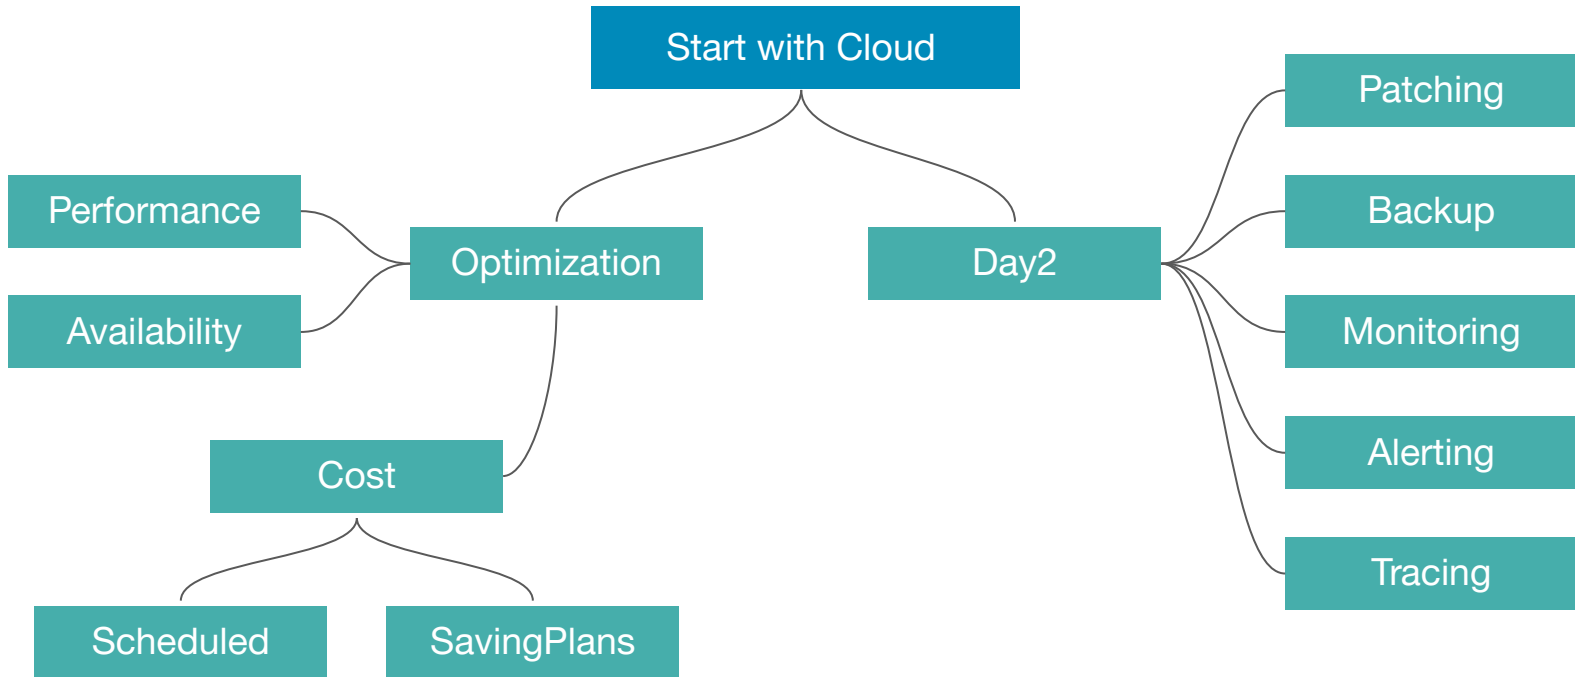 Start with Cloud
Performance
Availability
Optimization
Day2
Cost
Scheduled
SavingPlans
Patching
Backup
Monitoring
Alerting
Tracing